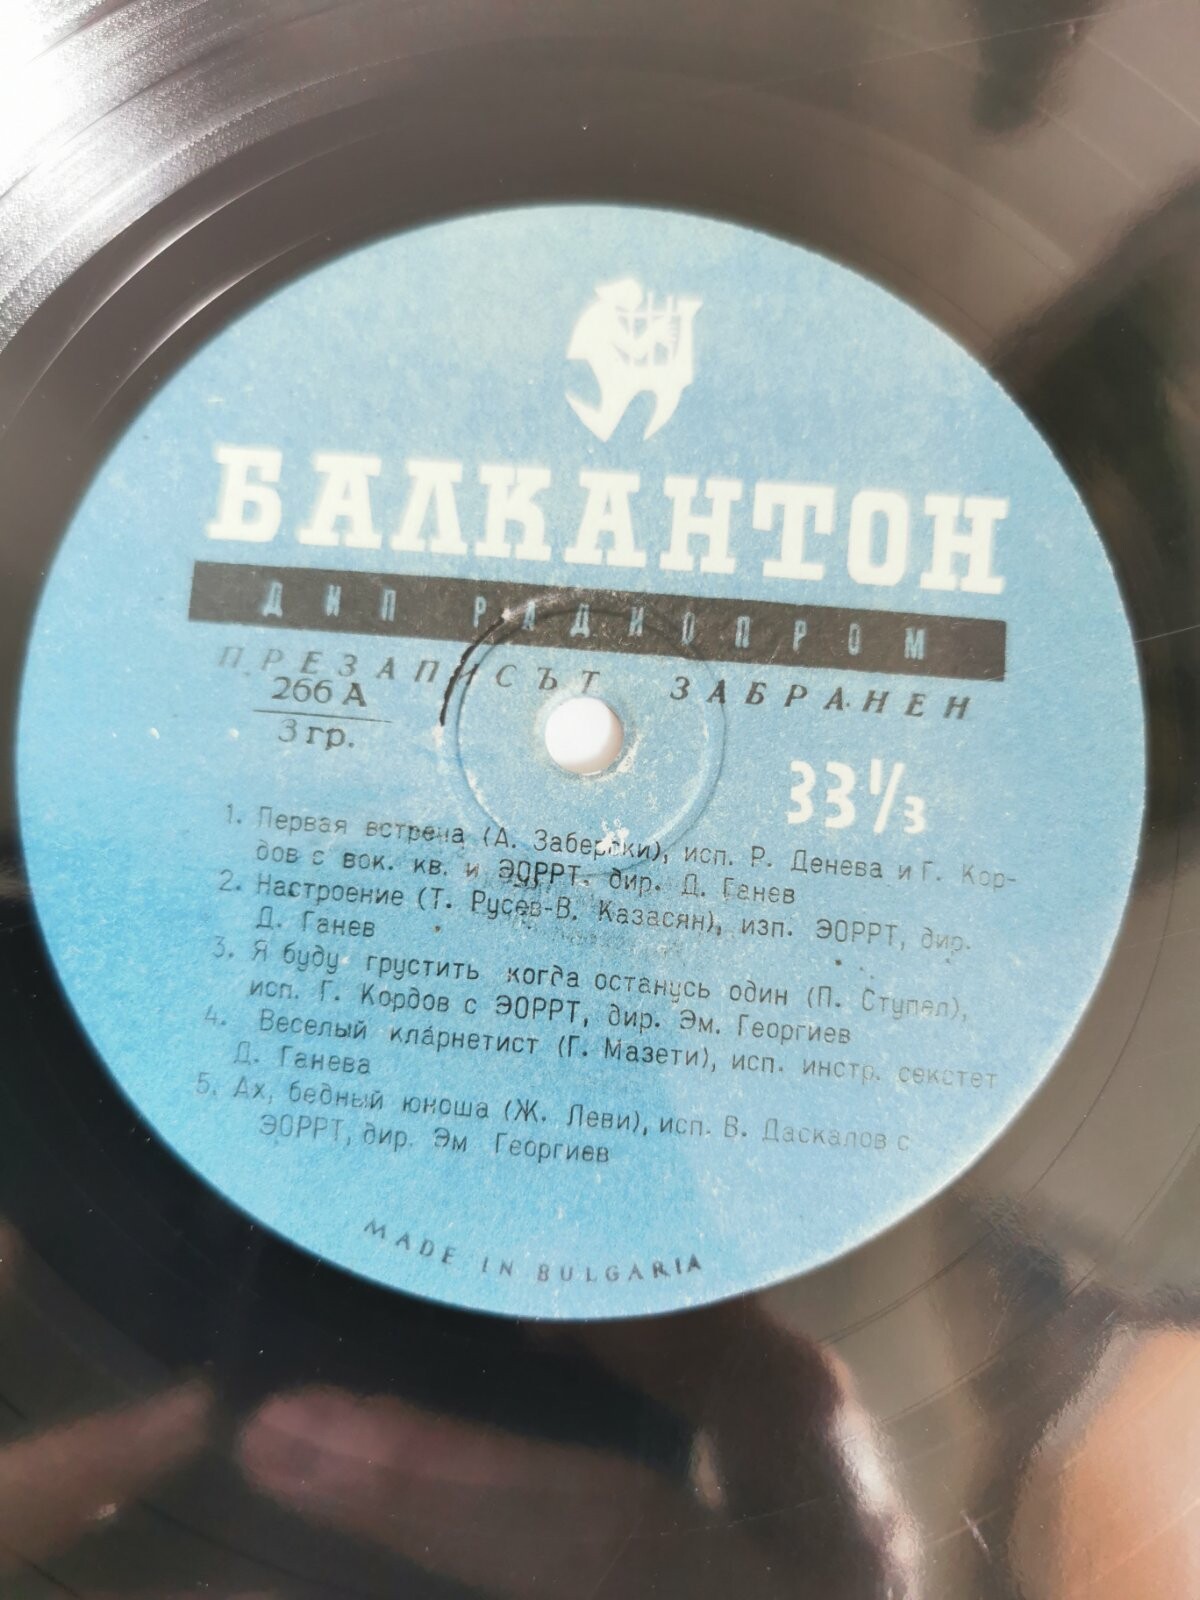 БАЛКАНТОН
ДИП РАДИОПРОМ
ПРЕЗАПИСЪТ ЗАБРАНЕН
266 А
3 гр.
33 1/3
1. Первая встреча (А. Заберски), исп. Р. Денева и Г. Кор-
дов с вок. кв. и ЭОРРТ, дир. Д. Ганев
2. Настроение (Т. Русев-В. Казасян), изп. ЭОРРТ, дир.
Д. Ганев
3. Я буду грустить когда останусь один (П. Ступел),
исп. Г. Кордов с ЭОРРТ, дир. Эм. Георгиев
4. Веселый кларнетист (Г. Мазети), исп. инстр. секстет
Д. Ганева
5. Ах, бедный юноша (Ж. Леви), исп. В. Даскалов с
ЭОРРТ, дир. Эм Георгиев
MADE IN BULGARIA